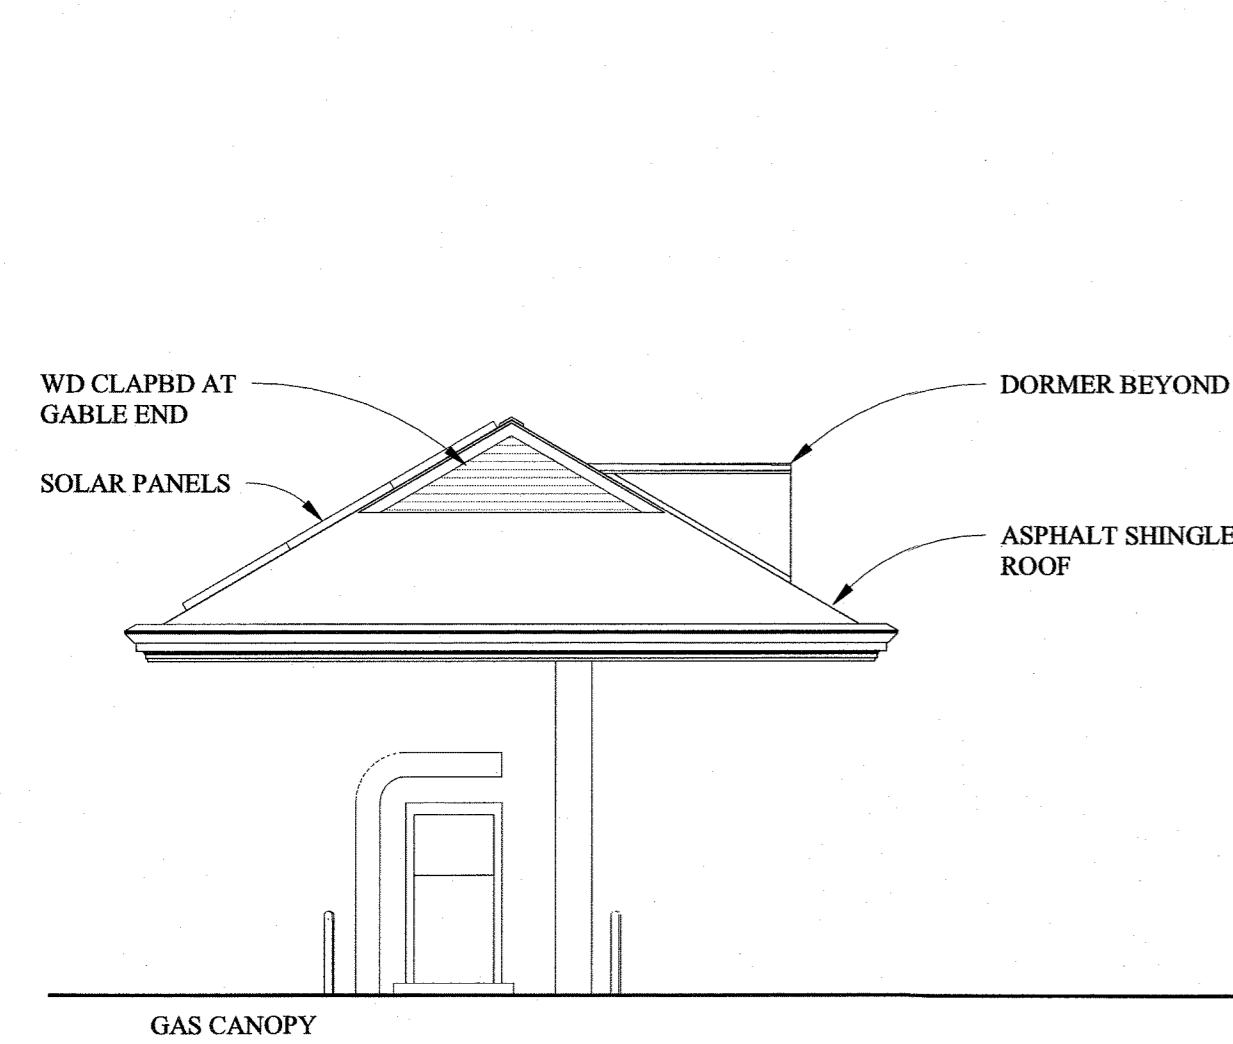 WD CLAPBD AT
GABLE END
SOLAR PANELS
DORMER BEYOND
ASPHALT SHINGLE
ROOF
GAS CANOPY